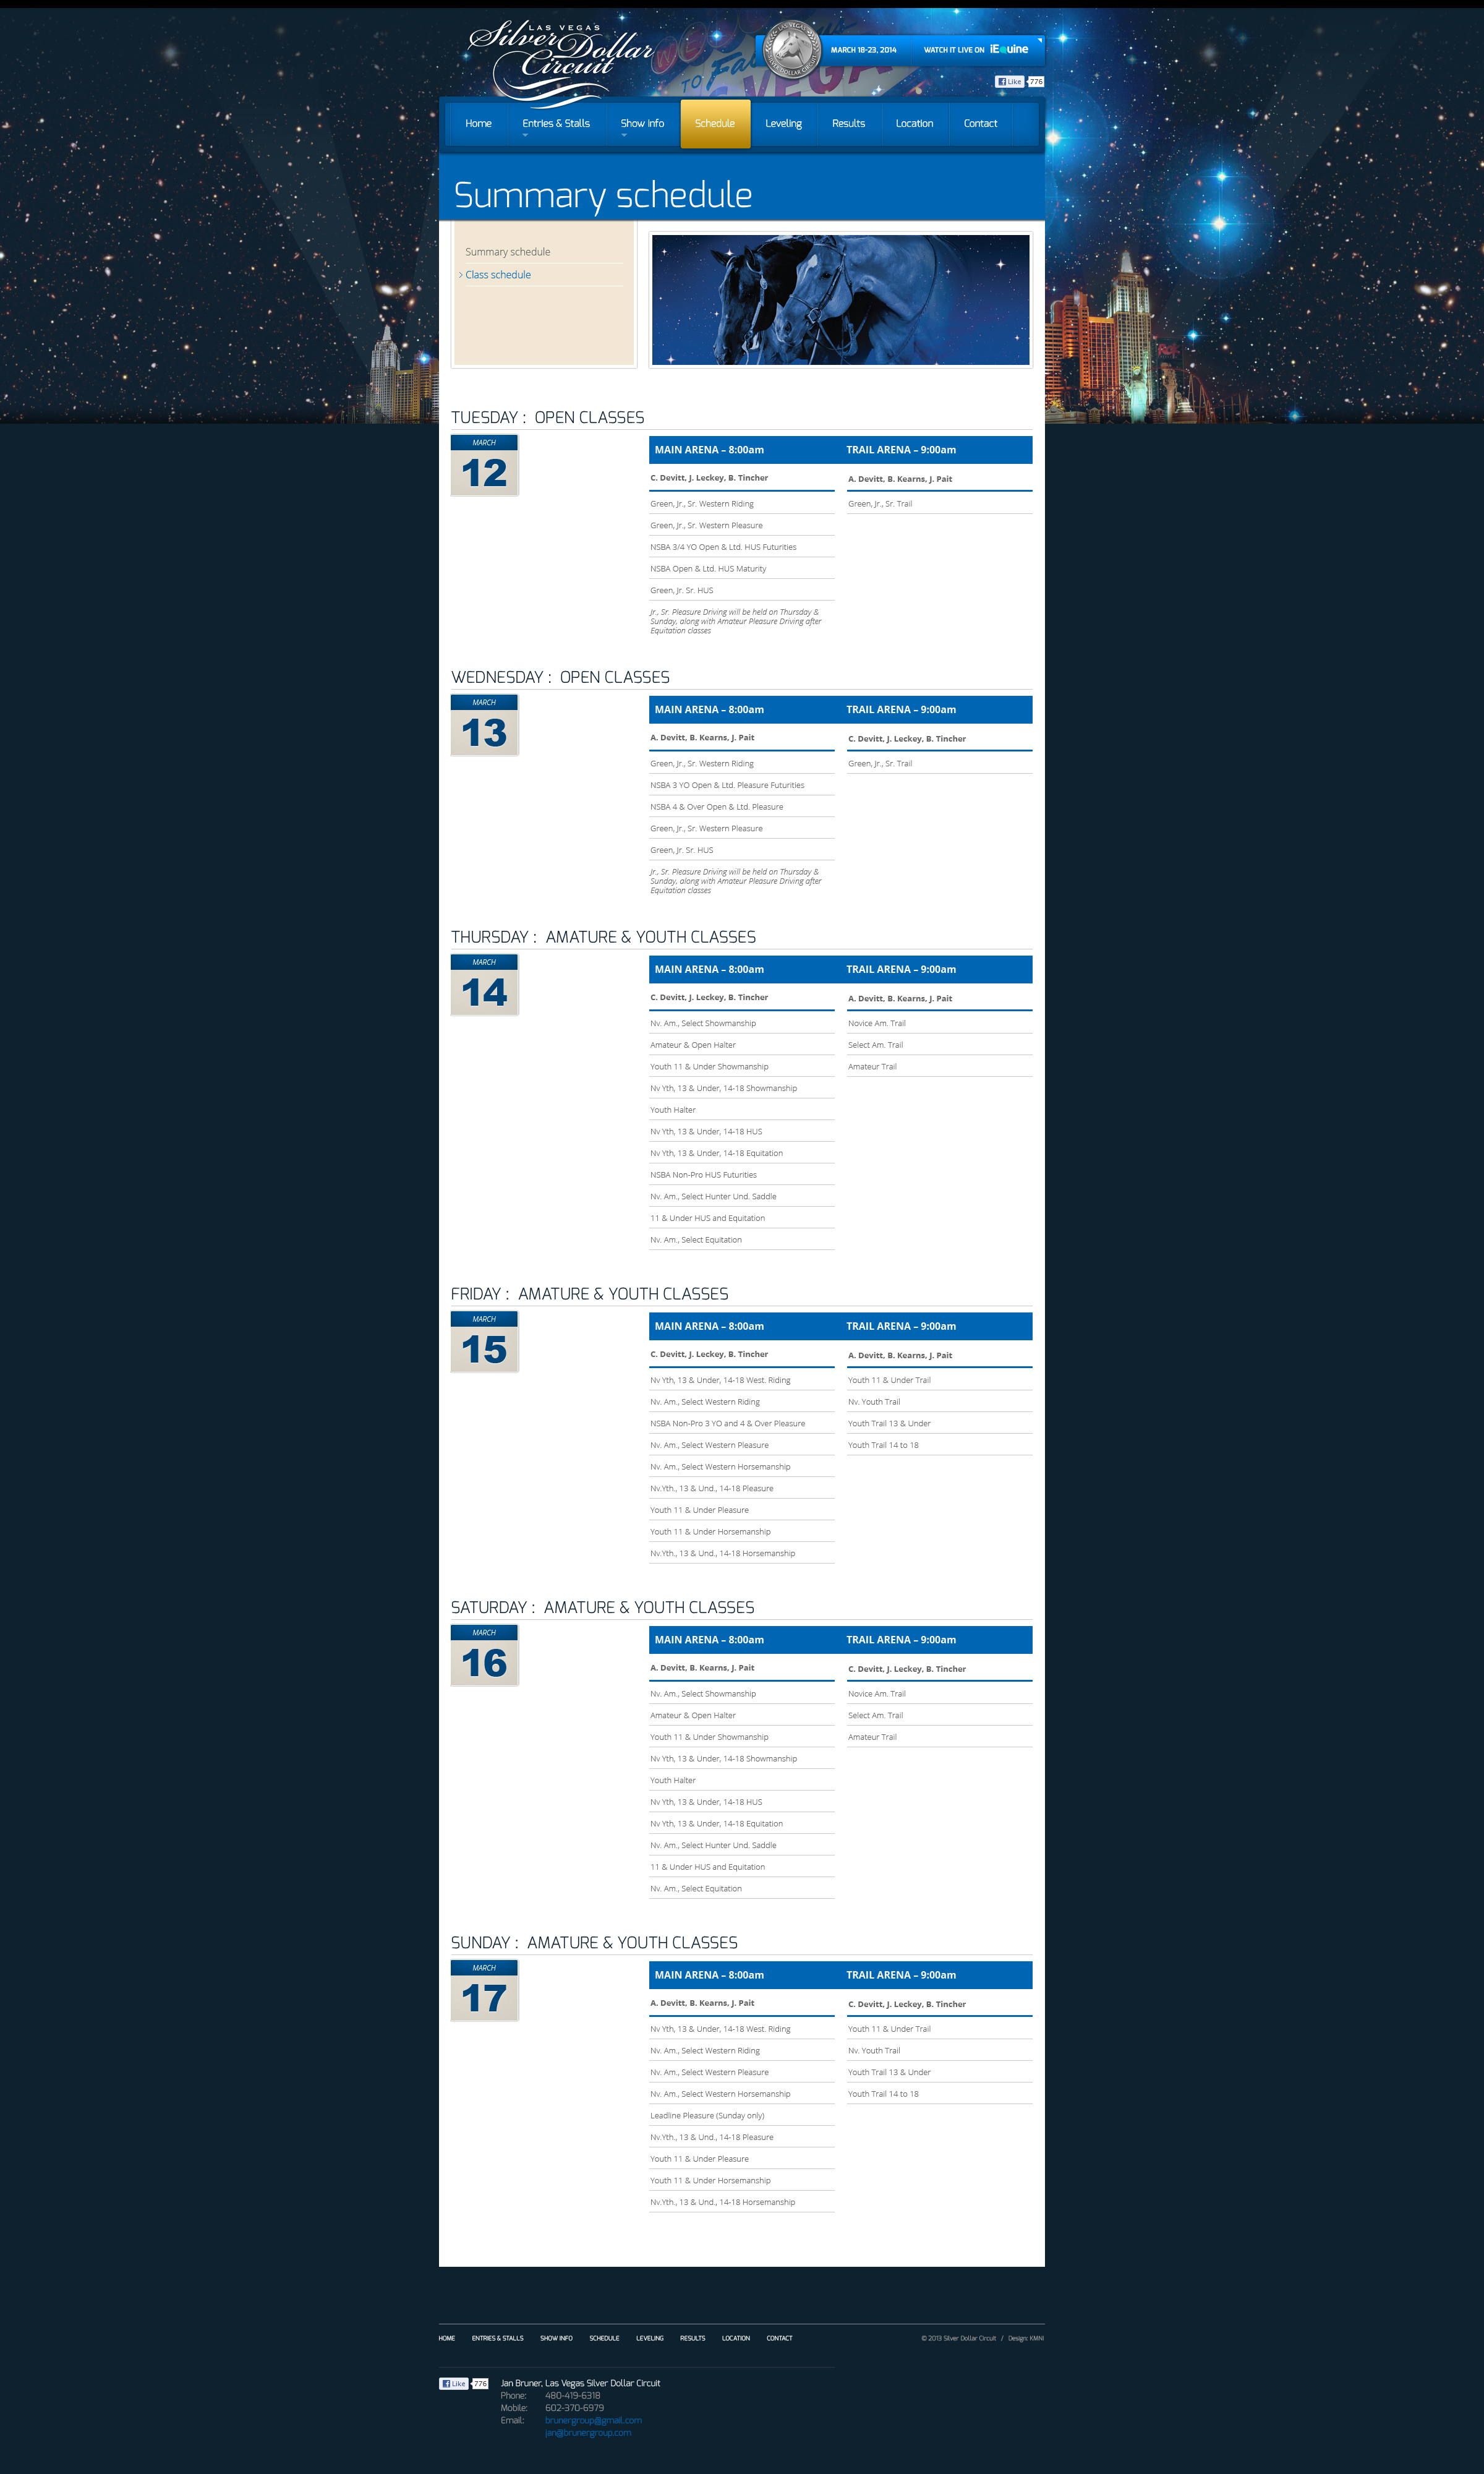 LAS VEGAS
Silver Dollar
Circuit
TO Fabulous
VEGAS
MARCH 18-23, 2014
WATCH IT LIVE ON iEquine
Like 776
Home
Entries & Stalls
Show info
Schedule
Leveling
Results
Location
Contact
Summary schedule
Summary schedule
Class schedule
TUESDAY : OPEN CLASSES
MARCH
12
MAIN ARENA – 8:00am
C. Devitt, J. Leckey, B. Tincher
Green, Jr., Sr. Western Riding
Green, Jr., Sr. Western Pleasure
NSBA 3/4 YO Open & Ltd. HUS Futurities
NSBA Open & Ltd. HUS Maturity
Green, Jr. Sr. HUS
Jr., Sr. Pleasure Driving will be held on Thursday &
Sunday, along with Amateur Pleasure Driving after
Equitation classes
TRAIL ARENA – 9:00am
A. Devitt, B. Kearns, J. Pait
Green, Jr., Sr. Trail
WEDNESDAY : OPEN CLASSES
MARCH
13
MAIN ARENA – 8:00am
A. Devitt, B. Kearns, J. Pait
Green, Jr., Sr. Western Riding
NSBA 3 YO Open & Ltd. Pleasure Futurities
NSBA 4 & Over Open & Ltd. Pleasure
Green, Jr., Sr. Western Pleasure
Green, Jr. Sr. HUS
Jr., Sr. Pleasure Driving will be held on Thursday &
Sunday, along with Amateur Pleasure Driving after
Equitation classes
TRAIL ARENA – 9:00am
C. Devitt, J. Leckey, B. Tincher
Green, Jr., Sr. Trail
THURSDAY : AMATURE & YOUTH CLASSES
MARCH
14
MAIN ARENA – 8:00am
C. Devitt, J. Leckey, B. Tincher
Nv. Am., Select Showmanship
Amateur & Open Halter
Youth 11 & Under Showmanship
Nv Yth, 13 & Under, 14-18 Showmanship
Youth Halter
Nv Yth, 13 & Under, 14-18 HUS
Nv Yth, 13 & Under, 14-18 Equitation
NSBA Non-Pro HUS Futurities
Nv. Am., Select Hunter Und. Saddle
11 & Under HUS and Equitation
Nv. Am., Select Equitation
TRAIL ARENA – 9:00am
A. Devitt, B. Kearns, J. Pait
Novice Am. Trail
Select Am. Trail
Amateur Trail
FRIDAY : AMATURE & YOUTH CLASSES
MARCH
15
MAIN ARENA – 8:00am
C. Devitt, J. Leckey, B. Tincher
Nv Yth, 13 & Under, 14-18 West. Riding
Nv. Am., Select Western Riding
NSBA Non-Pro 3 YO and 4 & Over Pleasure
Nv. Am., Select Western Pleasure
Nv. Am., Select Western Horsemanship
Nv.Yth., 13 & Und., 14-18 Pleasure
Youth 11 & Under Pleasure
Youth 11 & Under Horsemanship
Nv.Yth., 13 & Und., 14-18 Horsemanship
TRAIL ARENA – 9:00am
A. Devitt, B. Kearns, J. Pait
Youth 11 & Under Trail
Nv. Youth Trail
Youth Trail 13 & Under
Youth Trail 14 to 18
SATURDAY : AMATURE & YOUTH CLASSES
MARCH
16
MAIN ARENA – 8:00am
A. Devitt, B. Kearns, J. Pait
Nv. Am., Select Showmanship
Amateur & Open Halter
Youth 11 & Under Showmanship
Nv Yth, 13 & Under, 14-18 Showmanship
Youth Halter
Nv Yth, 13 & Under, 14-18 HUS
Nv Yth, 13 & Under, 14-18 Equitation
Nv. Am., Select Hunter Und. Saddle
11 & Under HUS and Equitation
Nv. Am., Select Equitation
TRAIL ARENA – 9:00am
C. Devitt, J. Leckey, B. Tincher
Novice Am. Trail
Select Am. Trail
Amateur Trail
SUNDAY : AMATURE & YOUTH CLASSES
MARCH
17
MAIN ARENA – 8:00am
A. Devitt, B. Kearns, J. Pait
Nv Yth, 13 & Under, 14-18 West. Riding
Nv. Am., Select Western Riding
Nv. Am., Select Western Pleasure
Nv. Am., Select Western Horsemanship
Leadline Pleasure (Sunday only)
Nv.Yth., 13 & Und., 14-18 Pleasure
Youth 11 & Under Pleasure
Youth 11 & Under Horsemanship
Nv.Yth., 13 & Und., 14-18 Horsemanship
TRAIL ARENA – 9:00am
C. Devitt, J. Leckey, B. Tincher
Youth 11 & Under Trail
Nv. Youth Trail
Youth Trail 13 & Under
Youth Trail 14 to 18
HOME ENTRIES & STALLS SHOW INFO SCHEDULE LEVELING RESULTS LOCATION CONTACT
© 2013 Silver Dollar Circuit / Design: KMNI
Like 776
Jan Bruner, Las Vegas Silver Dollar Circuit
Phone: 480-419-6318
Mobile: 602-370-6979
Email: brunergroup@gmail.com
jan@brunergroup.com